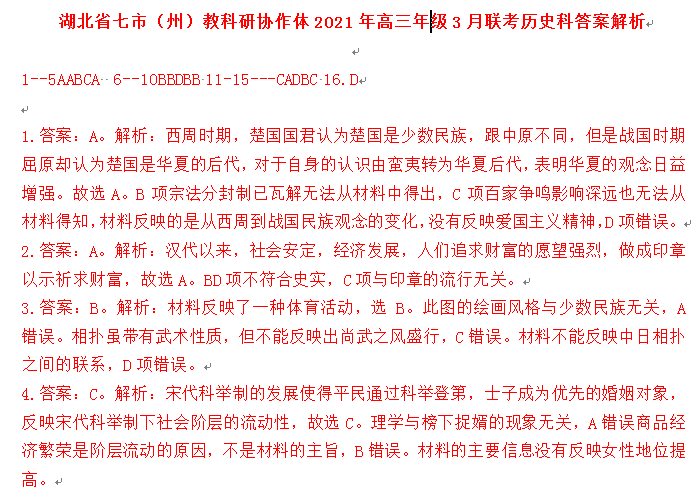 湖北省七市（州）教科研协作体 2021 年高三年级 3 月联考历史科答案解析
1--5AABCA 6--10BBDBB 11-15---CADBC 16.D
1.答案：A。解析：西周时期，楚国国君认为楚国是少数民族，跟中原不同，但是战国时期
屈原却认为楚国是华夏的后代，对于自身的认识由蛮夷转为华夏后代，表明华夏的观念日益
增强。故选 A。B 项宗法分封制已瓦解无法从材料中得出，C 项百家争鸣影响深远也无法从
材料得知，材料反映的是从西周到战国民族观念的变化，没有反映爱国主义精神，D 项错误。
2.答案：A。解析：汉代以来，社会安定，经济发展，人们追求财富的愿望强烈，做成印章
以示祈求财富，故选 A。BD 项不符合史实，C 项与印章的流行无关。
3.答案：B。解析：材料反映了一种体育活动，选 B。此图的绘画风格与少数民族无关，A
错误。相扑虽带有武术性质，但不能反映出尚武之风盛行，C 错误。材料不能反映中日相扑
之间的联系，D 项错误。
4.答案：C。解析：宋代科举制的发展使得平民通过科举登第，士子成为优先的婚姻对象，
反映宋代科举制下社会阶层的流动性，故选 C。理学与榜下捉婿的现象无关，A 错误商品经
济繁荣是阶层流动的原因，不是材料的主旨，B 错误。材料的主要信息没有反映女性地位提
高。